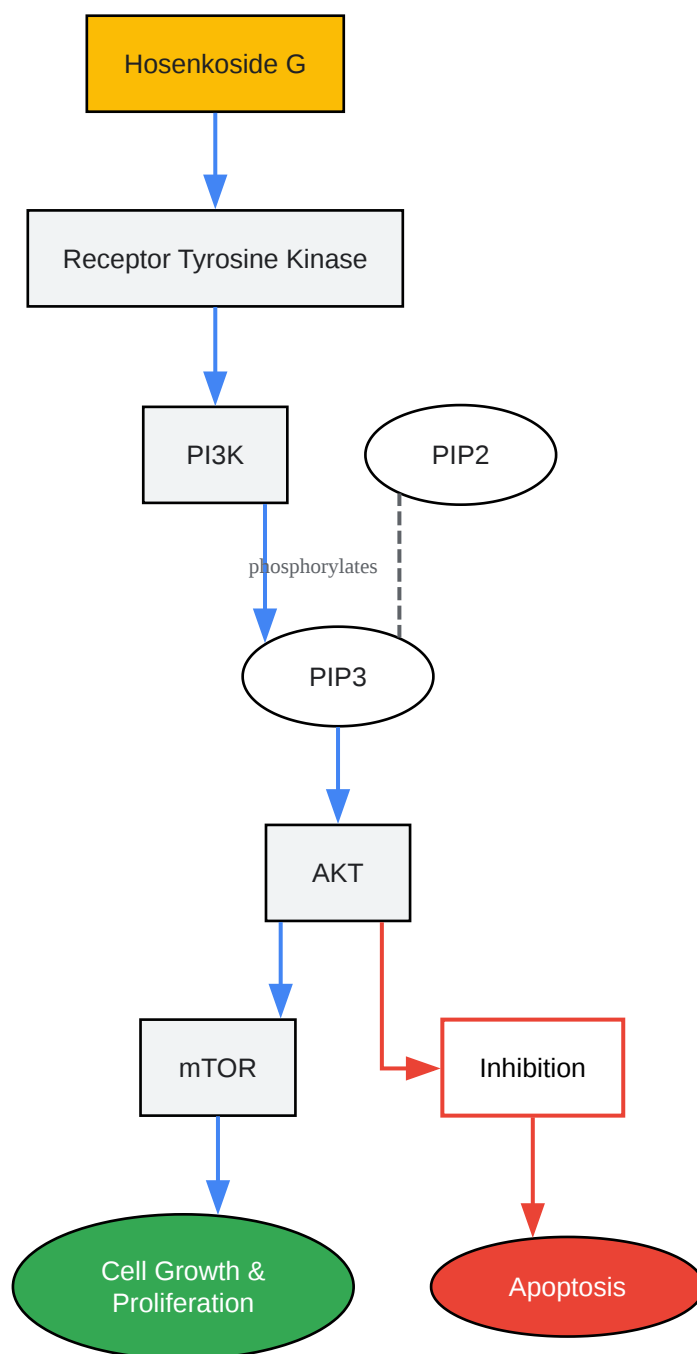 Hosenkoside G
Receptor Tyrosine Kinase
PI3K
PIP2
phosphorylates
PIP3
AKT
mTOR
Inhibition
Cell Growth &
Proliferation
Apoptosis